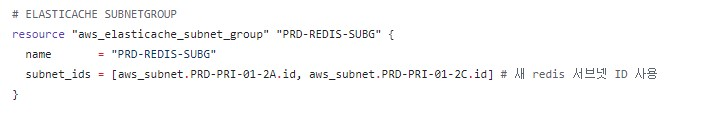 # ELASTICACHE SUBNETGROUP
resource "aws_elasticache_subnet_group" "PRD-REDIS-SUBG" {
  name       = "PRD-REDIS-SUBG"
  subnet_ids = [aws_subnet.PRD-PRI-01-2A.id, aws_subnet.PRD-PRI-01-2C.id] # 새 redis 서브넷 ID 사용
}